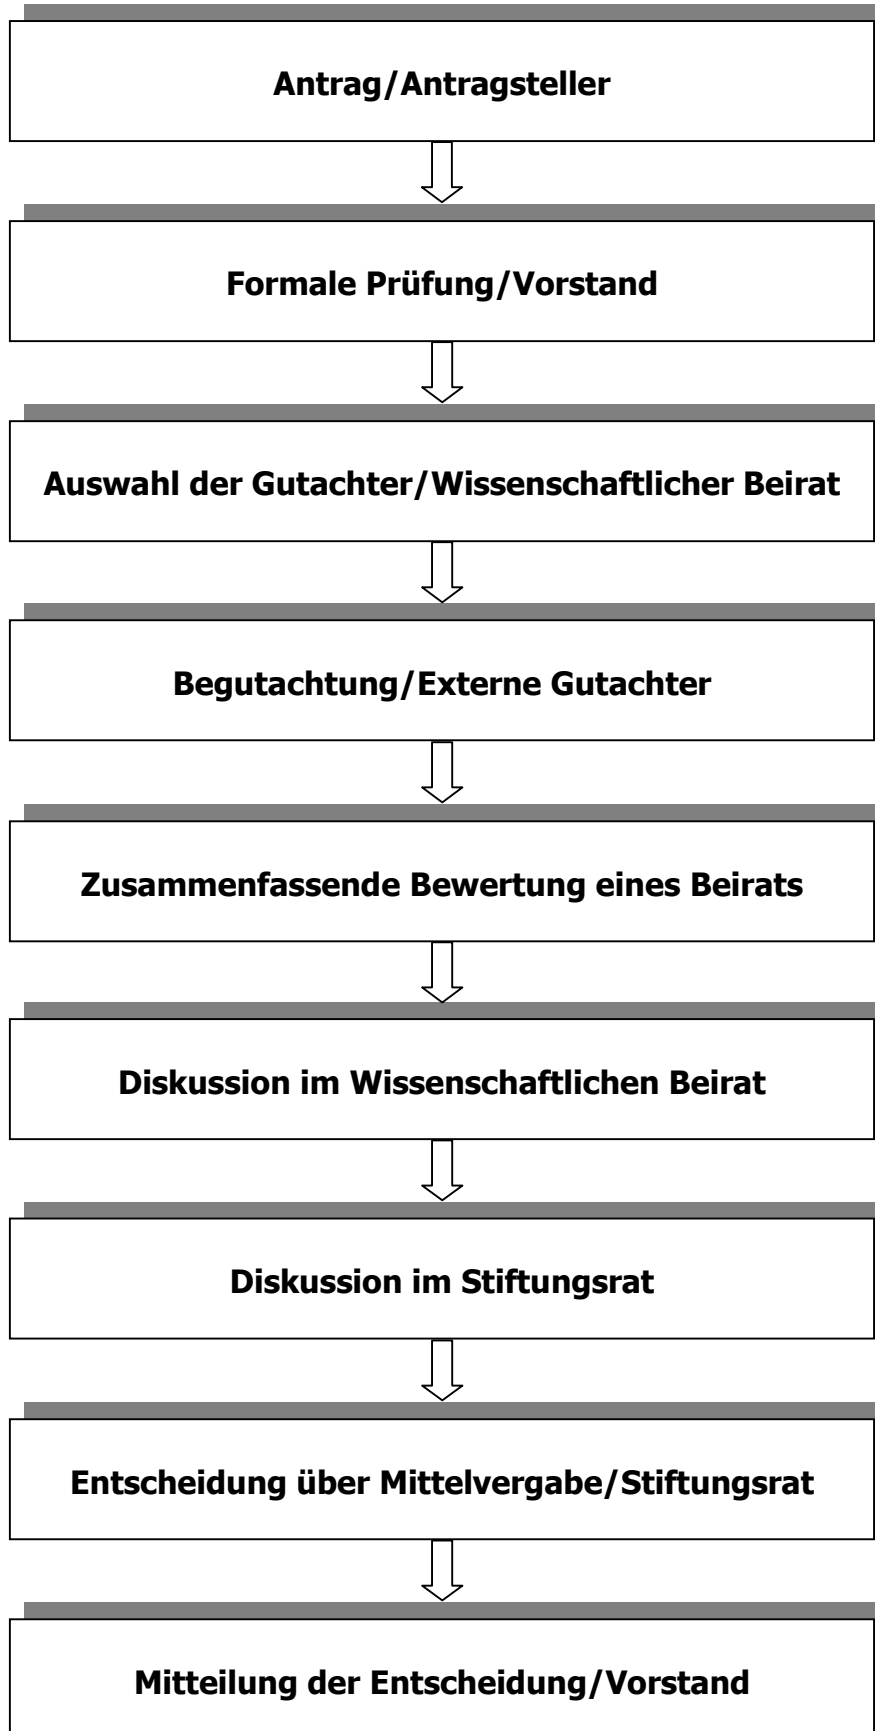 Antrag/Antragsteller
Formale Prüfung/Vorstand
Auswahl der Gutachter/Wissenschaftlicher Beirat
Begutachtung/Externe Gutachter
Zusammenfassende Bewertung eines Beirats
Diskussion im Wissenschaftlichen Beirat
Diskussion im Stiftungsrat
Entscheidung über Mittelvergabe/Stiftungsrat
Mitteilung der Entscheidung/Vorstand